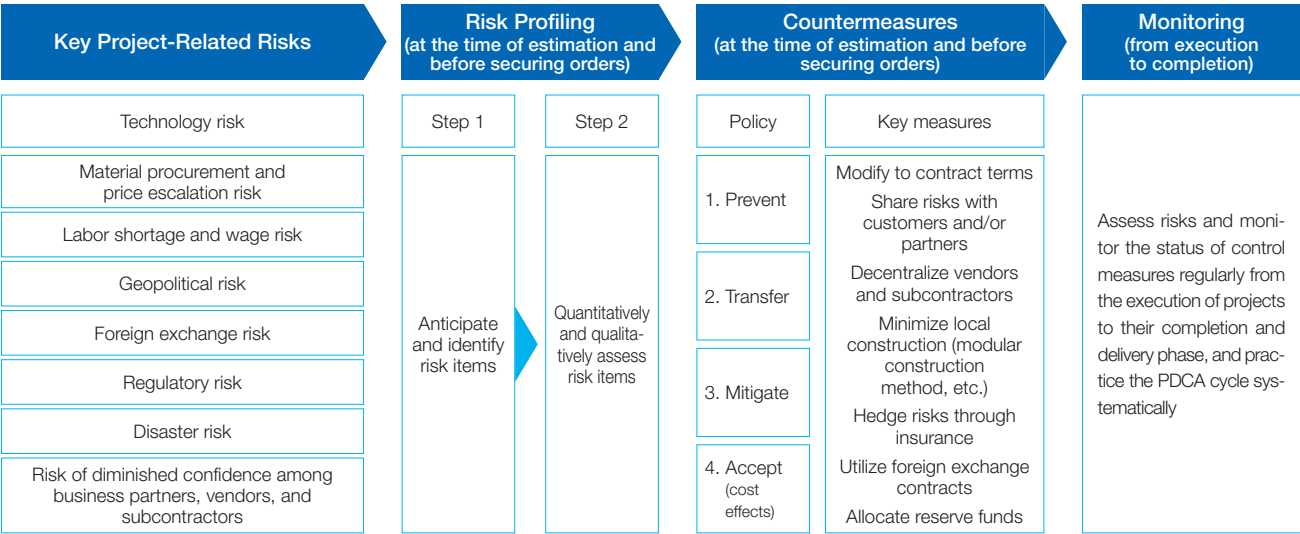 Key Project-Related Risks
Technology risk
Material procurement and
price escalation risk
Labor shortage and wage risk
Geopolitical risk
Foreign exchange risk
Regulatory risk
Disaster risk
Risk of diminished confidence among
business partners, vendors, and
subcontractors
Risk Profiling
(at the time of estimation and
before securing orders)
Step 1
Anticipate
and identify
risk items
Step 2
Quantitatively
and qualita-
tively assess
risk items
Countermeasures
(at the time of estimation and before
securing orders)
Policy
1. Prevent
2. Transfer
3. Mitigate
4. Accept
(cost
effects)
Key measures
Modify to contract terms
Share risks with
customers and/or
partners
Decentralize vendors
and subcontractors
Minimize local
construction (modular
construction
method, etc.)
Hedge risks through
insurance
Utilize foreign exchange
contracts
Allocate reserve funds
Monitoring
(from execution
to completion)
Assess risks and moni-
tor the status of control
measures regularly from
the execution of projects
to their completion and
delivery phase, and prac-
tice the PDCA cycle sys-
tematically